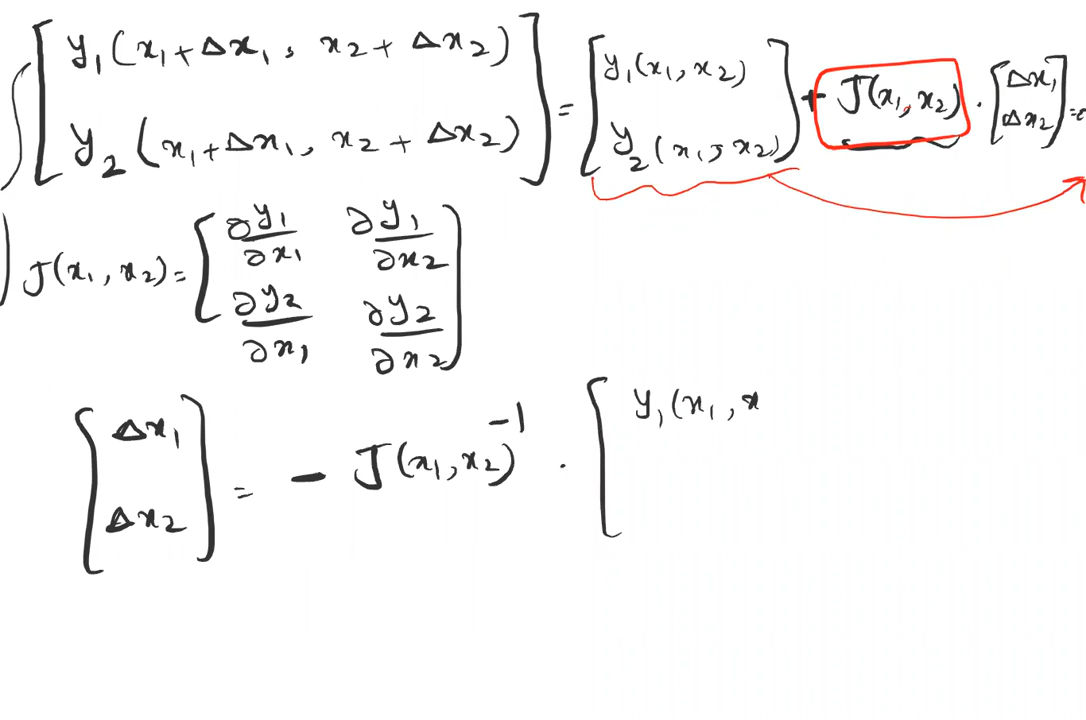 [y₁(x₁+Δx₁, x₂+Δx₂)] = [y₁(x₁, x₂)] + J(x₁, x₂) · [Δx₁]
[y₂(x₁+Δx₁, x₂+Δx₂)] [y₂(x₁, x₂)] [Δx₂] =
J(x₁, x₂) = [∂y₁/∂x₁ ∂y₁/∂x₂]
[∂y₂/∂x₁ ∂y₂/∂x₂]
[Δx₁] = - J(x₁, x₂)⁻¹ · [y₁(x₁, x
[Δx₂]